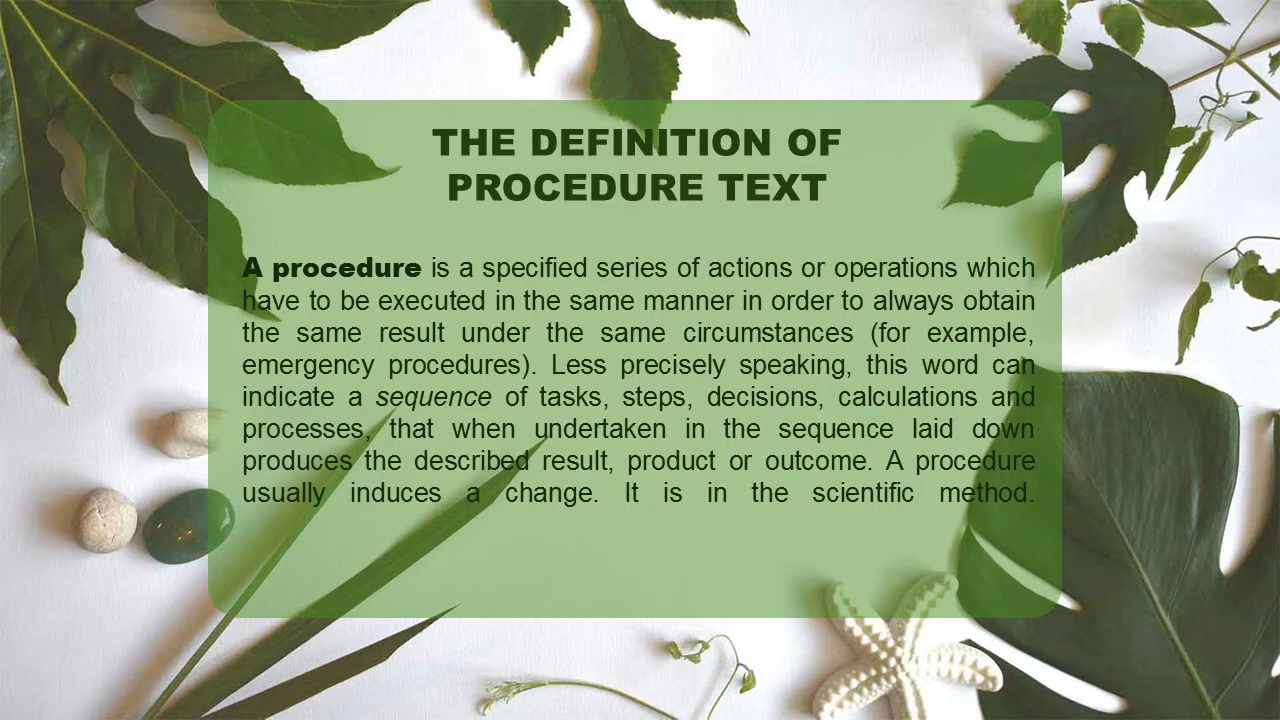 THE DEFINITION OF
PROCEDURE TEXT
A procedure is a specified series of actions or operations which
have to be executed in the same manner in order to always obtain
the same result under the same circumstances (for example,
emergency procedures). Less precisely speaking, this word can
indicate a sequence of tasks, steps, decisions, calculations and
processes, that when undertaken in the sequence laid down
produces the described result, product or outcome. A procedure
usually induces a change. It is in the scientific method.